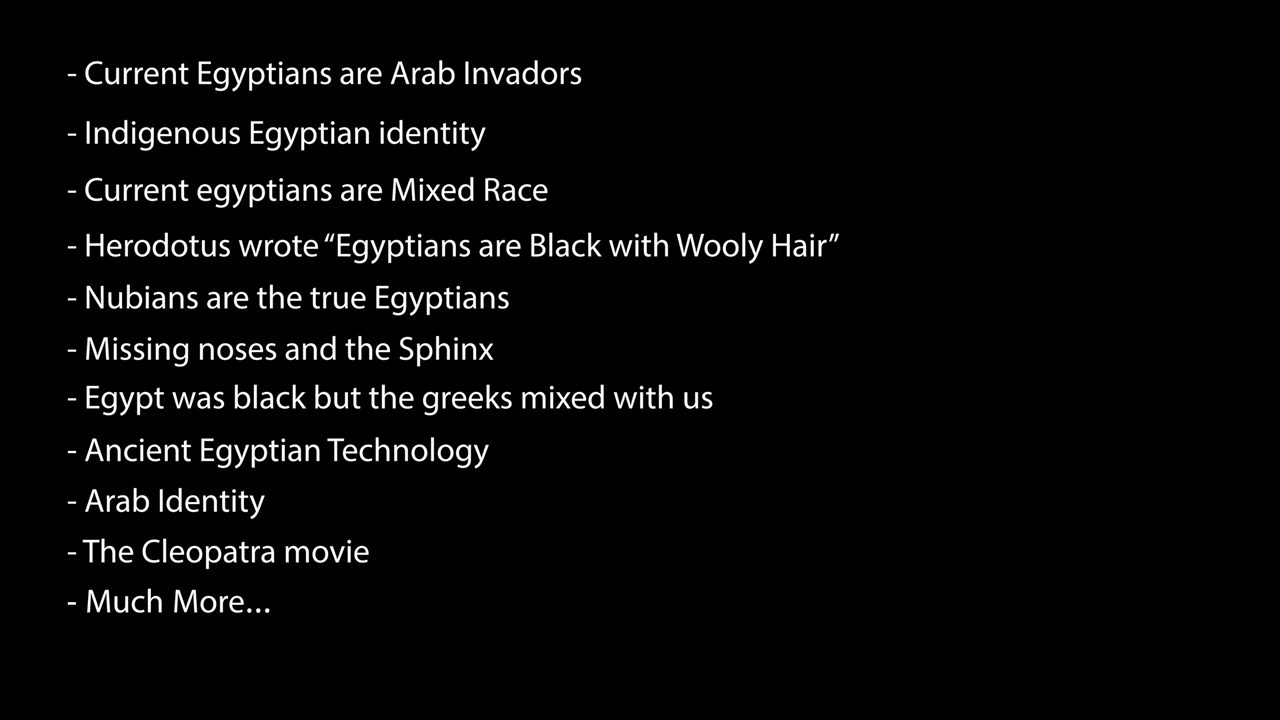 - Current Egyptians are Arab Invadors
- Indigenous Egyptian identity
- Current egyptians are Mixed Race
- Herodotus wrote “Egyptians are Black with Wooly Hair”
- Nubians are the true Egyptians
- Missing noses and the Sphinx
- Egypt was black but the greeks mixed with us
- Ancient Egyptian Technology
- Arab Identity
- The Cleopatra movie
- Much More...